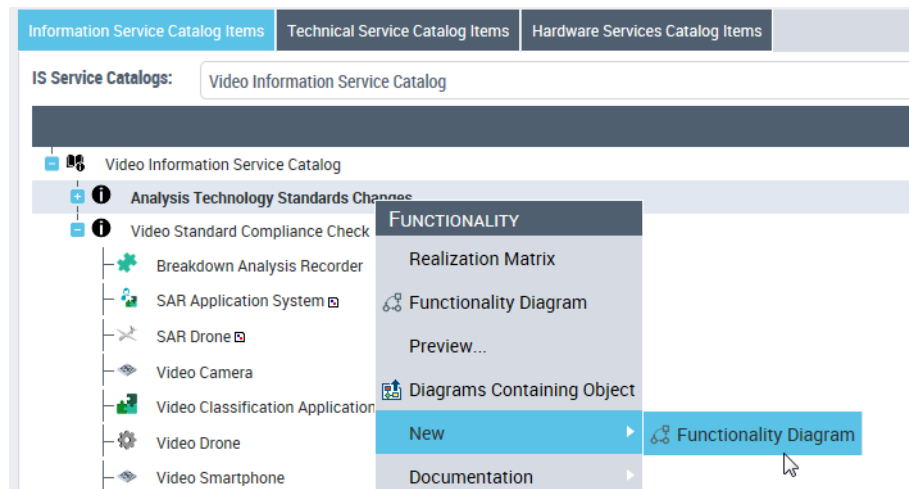 Information Service Catalog Items Technical Service Catalog Items Hardware Services Catalog Items
IS Service Catalogs: Video Information Service Catalog
Video Information Service Catalog
Analysis Technology Standards Changes
Video Standard Compliance Check
Breakdown Analysis Recorder
SAR Application System
SAR Drone
Video Camera
Video Classification Application
Video Drone
Video Smartphone
FUNCTIONALITY
Realization Matrix
Functionality Diagram
Preview...
Diagrams Containing Object
New
Functionality Diagram
Documentation